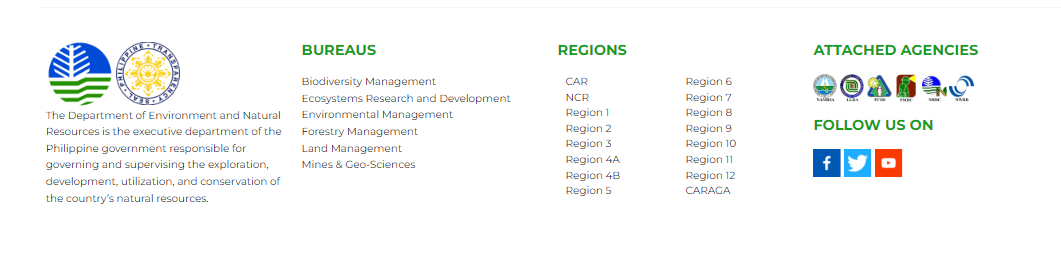 PHILIPPINE • TRANSPARENCY SEAL
The Department of Environment and Natural
Resources is the executive department of the
Philippine government responsible for
governing and supervising the exploration,
development, utilization, and conservation of
the country's natural resources.
BUREAUS
Biodiversity Management
Ecosystems Research and Development
Environmental Management
Forestry Management
Land Management
Mines & Geo-Sciences
REGIONS
CAR
NCR
Region 1
Region 2
Region 3
Region 4A
Region 4B
Region 5
Region 6
Region 7
Region 8
Region 9
Region 10
Region 11
Region 12
CARAGA
ATTACHED AGENCIES
NAMRIA
LLDA
PCSD
NRDC
NWRB
FOLLOW US ON